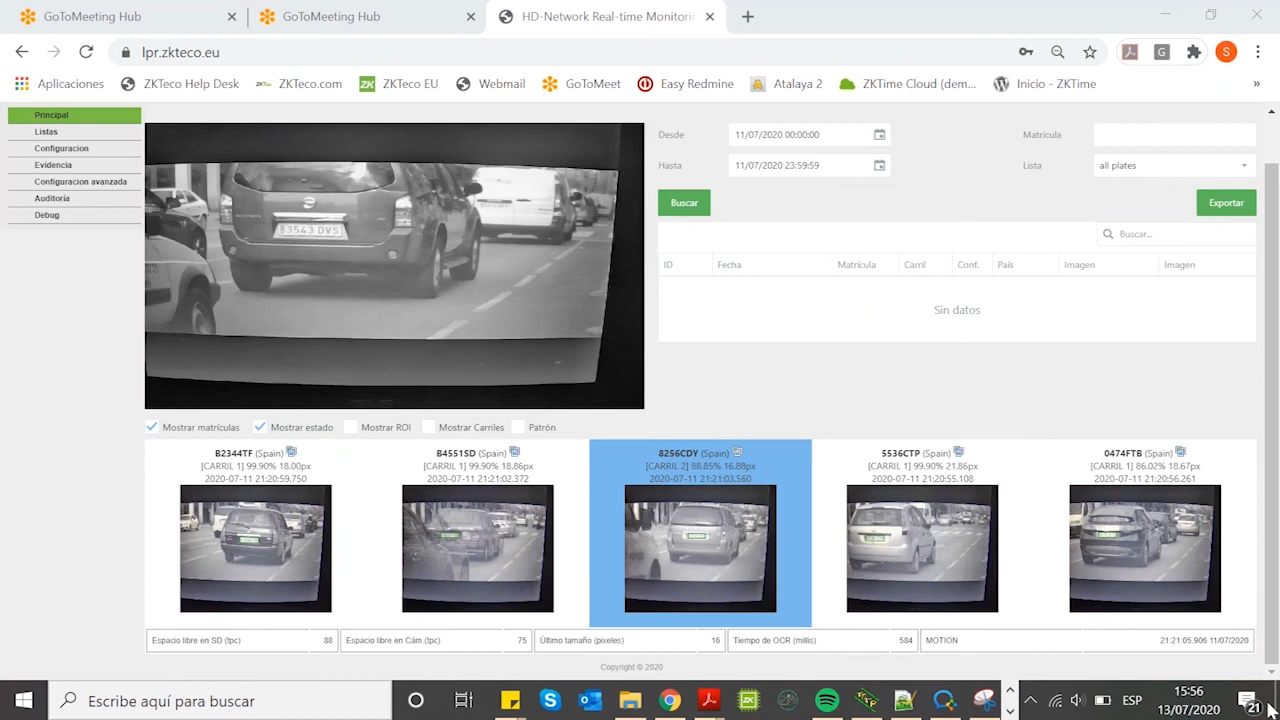 GoToMeeting Hub
GoToMeeting Hub
HD-Network Real-time Monitorin
lpr.zkteco.eu
G
S
Aplicaciones
ZKTeco Help Desk
ZKTeco.com
ZK
ZKTeco EU
Webmail
GoToMeet
Easy Redmine
Atalaya 2
ZKTime Cloud (dem...
Inicio - ZKTime
»
Principal
Listas
Configuracion
Evidencia
Configuracion avanzada
Auditoría
Debug
3543 DVS
Desde
11/07/2020 00:00:00
Matrícula
Hasta
11/07/2020 23:59:59
Lista
all plates
Buscar
Exportar
Buscar...
ID Fecha Matrícula Carril Conf. País Imagen Imagen
Sin datos
Mostrar matrículas Mostrar estado Mostrar ROI Mostrar Carriles Patrón
B2344TF (Spain)
[CARRIL 1] 99.90% 18.00px
2020-07-11 21:20:59.750
B4551SD (Spain)
[CARRIL 1] 99.90% 18.86px
2020-07-11 21:21:02.372
8256CDY (Spain)
[CARRIL 2] 88.85% 16.88px
2020-07-11 21:21:03.560
5536CTP (Spain)
[CARRIL 1] 99.90% 21.86px
2020-07-11 21:20:55.108
0474FTB (Spain)
[CARRIL 1] 86.02% 18.67px
2020-07-11 21:20:56.261
Espacio libre en SD (tpc) 88
Espacio libre en Cám.(tpc) 75
Último tamaño (pixeles) 16
Tiempo de OCR (millis) 584
MOTION 21:21:05.906 11/07/2020
Copyright © 2020
Escribe aquí para buscar
ESP
15:56
13/07/2020
21